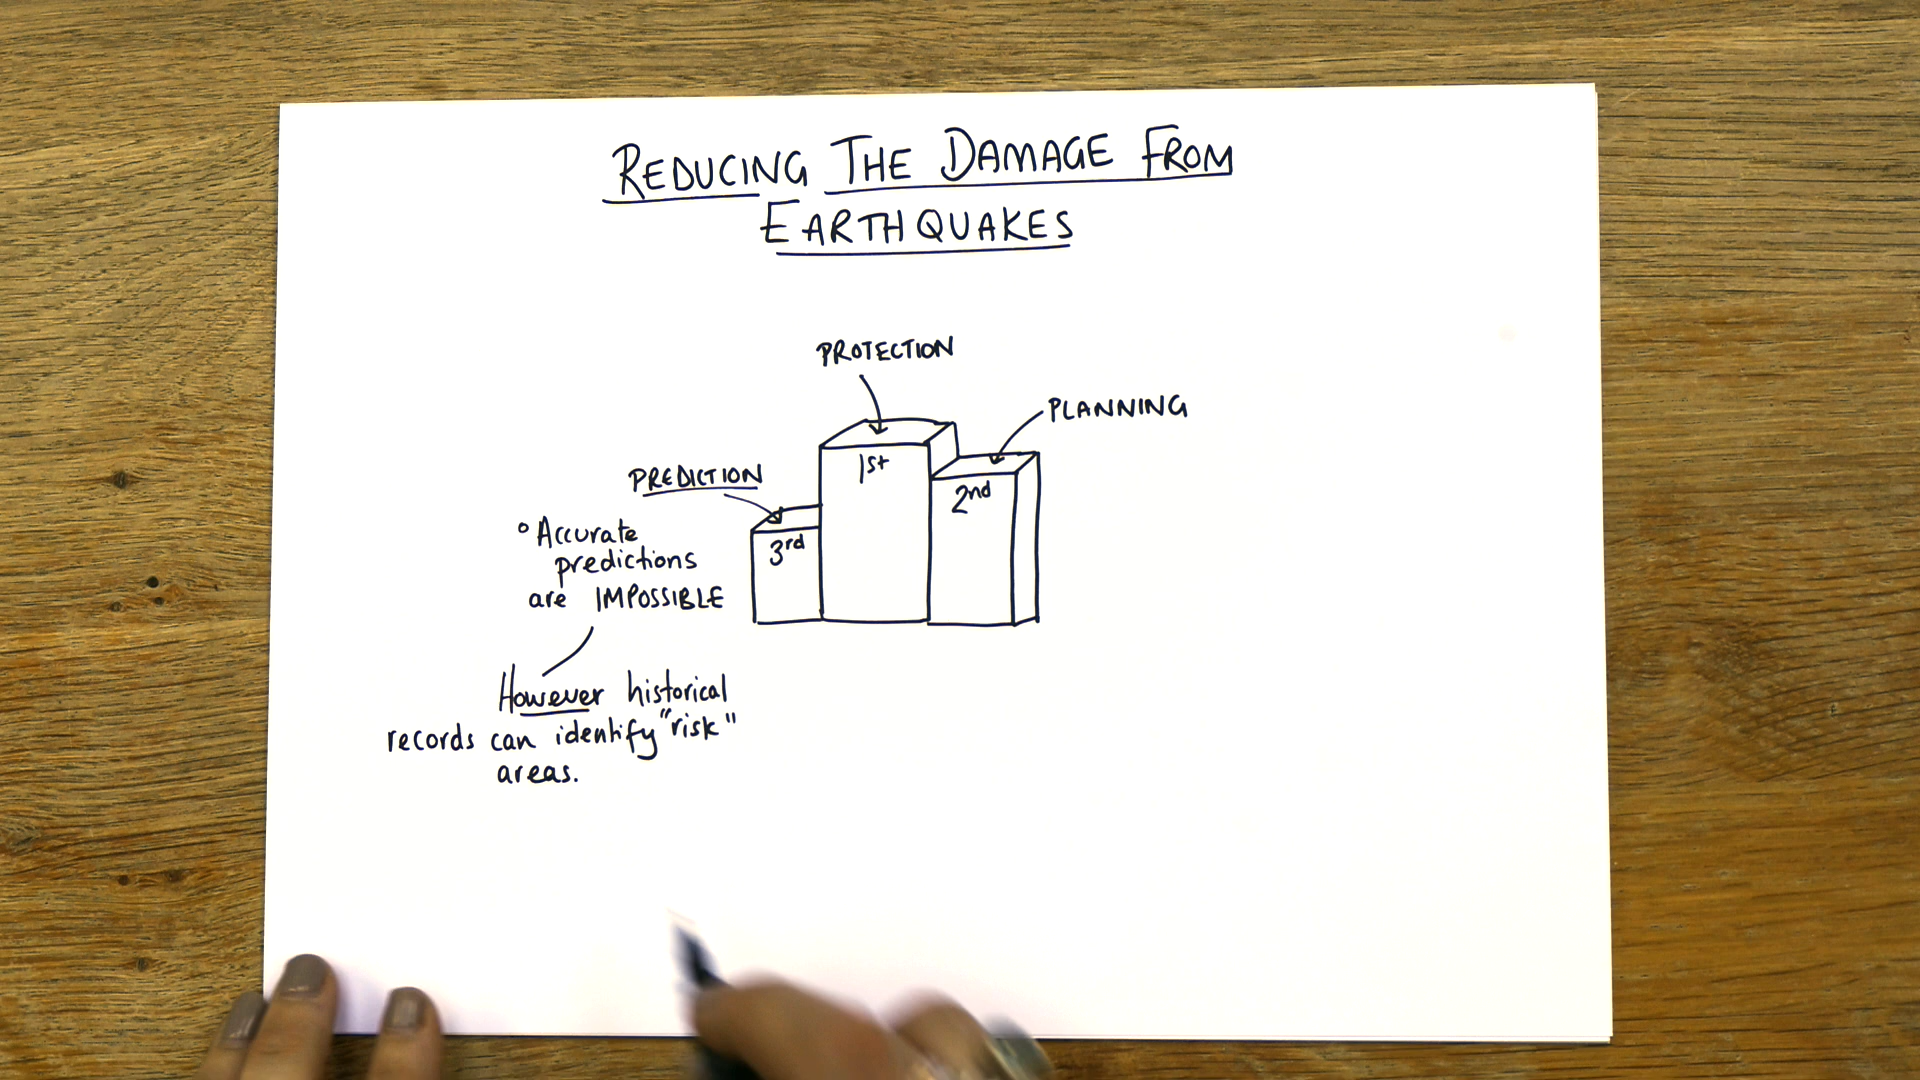 REDUCING THE DAMAGE FROM
EARTHQUAKES
PROTECTION
PLANNING
1st
PREDICTION
2nd
3rd
° Accurate
predictions
are IMPOSSIBLE
However historical
records can identify "risk"
areas.